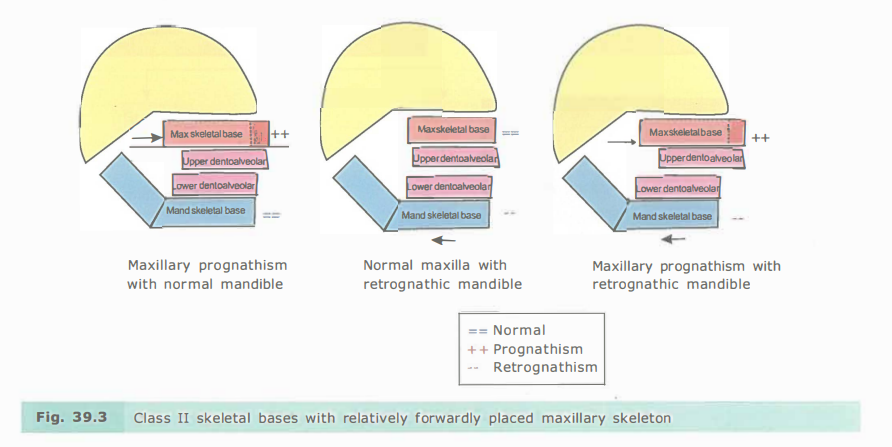 Max skeletal base ++
Upper dentoalveolar
Lower dentoalveolar
Mand skeletal base ==
Maxillary prognathism
with normal mandible
Maxskeletal base ==
Upper dentoalveolar
Lower dentoalveolar
Mand skeletal base --
Normal maxilla with
retrognathic mandible
Maxskeletal base ++
Upper dentoalveolar
Lower dentoalveolar
Mand skeletal base --
Maxillary prognathism with
retrognathic mandible
== Normal
++ Prognathism
-- Retrognathism
Fig. 39.3 Class II skeletal bases with relatively forwardly placed maxillary skeleton